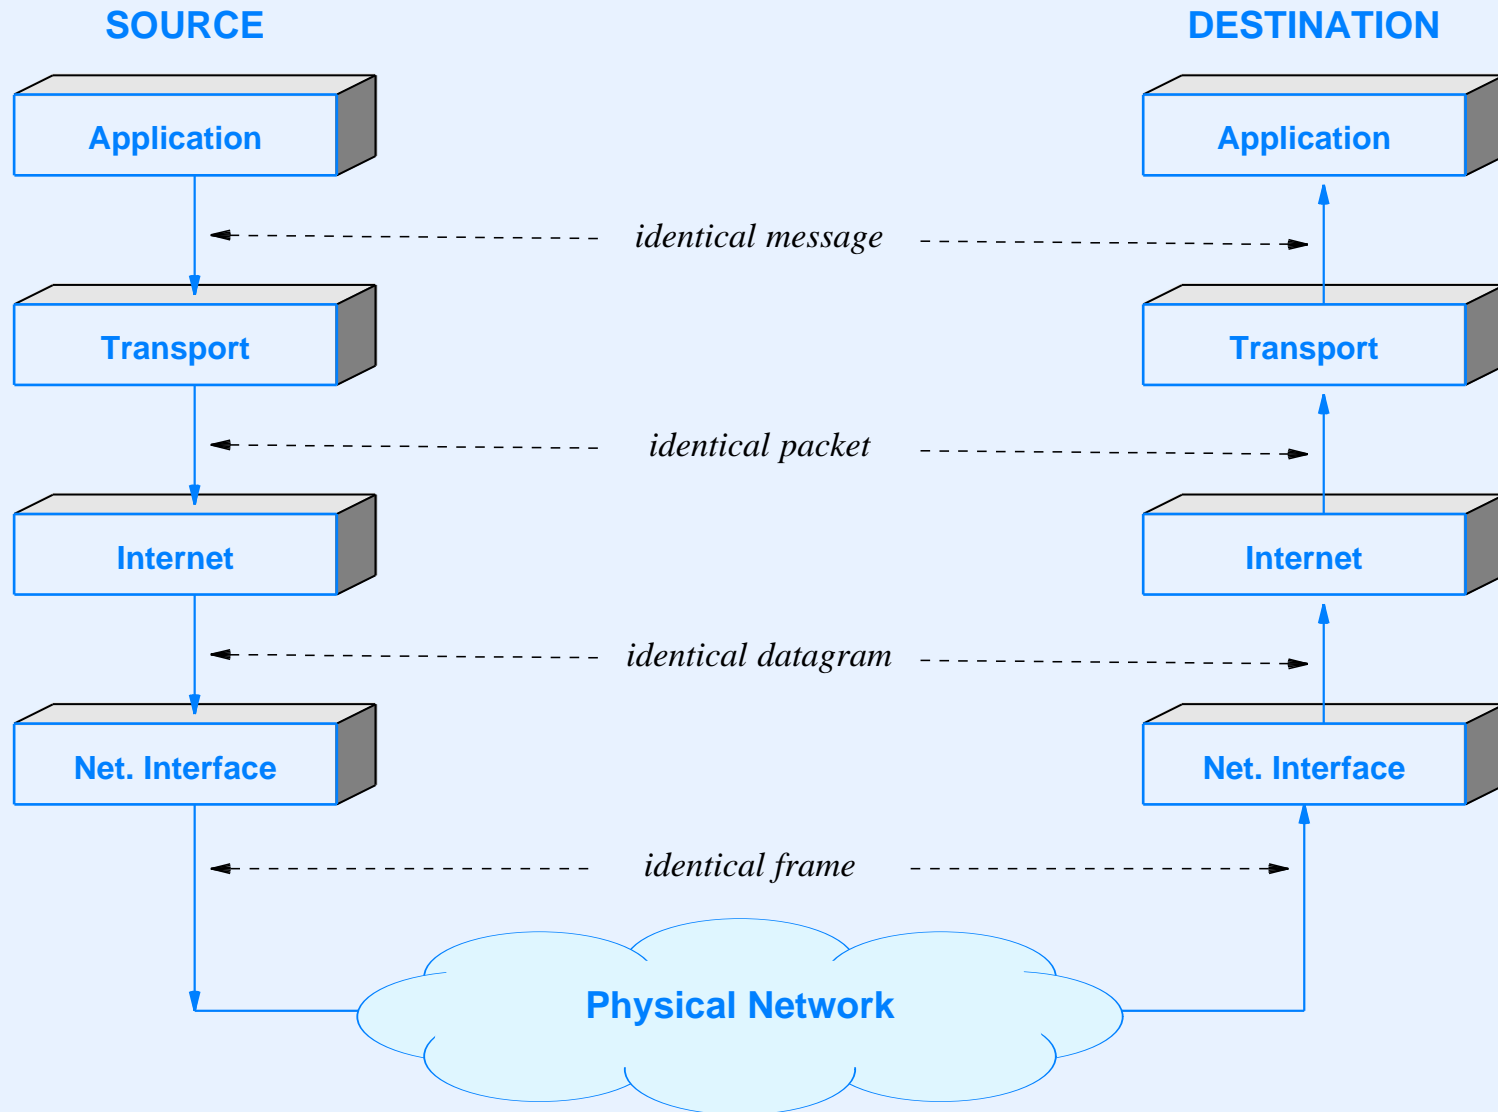 SOURCE
DESTINATION
Application
Application
identical message
Transport
Transport
identical packet
Internet
Internet
identical datagram
Net. Interface
Net. Interface
identical frame
Physical Network